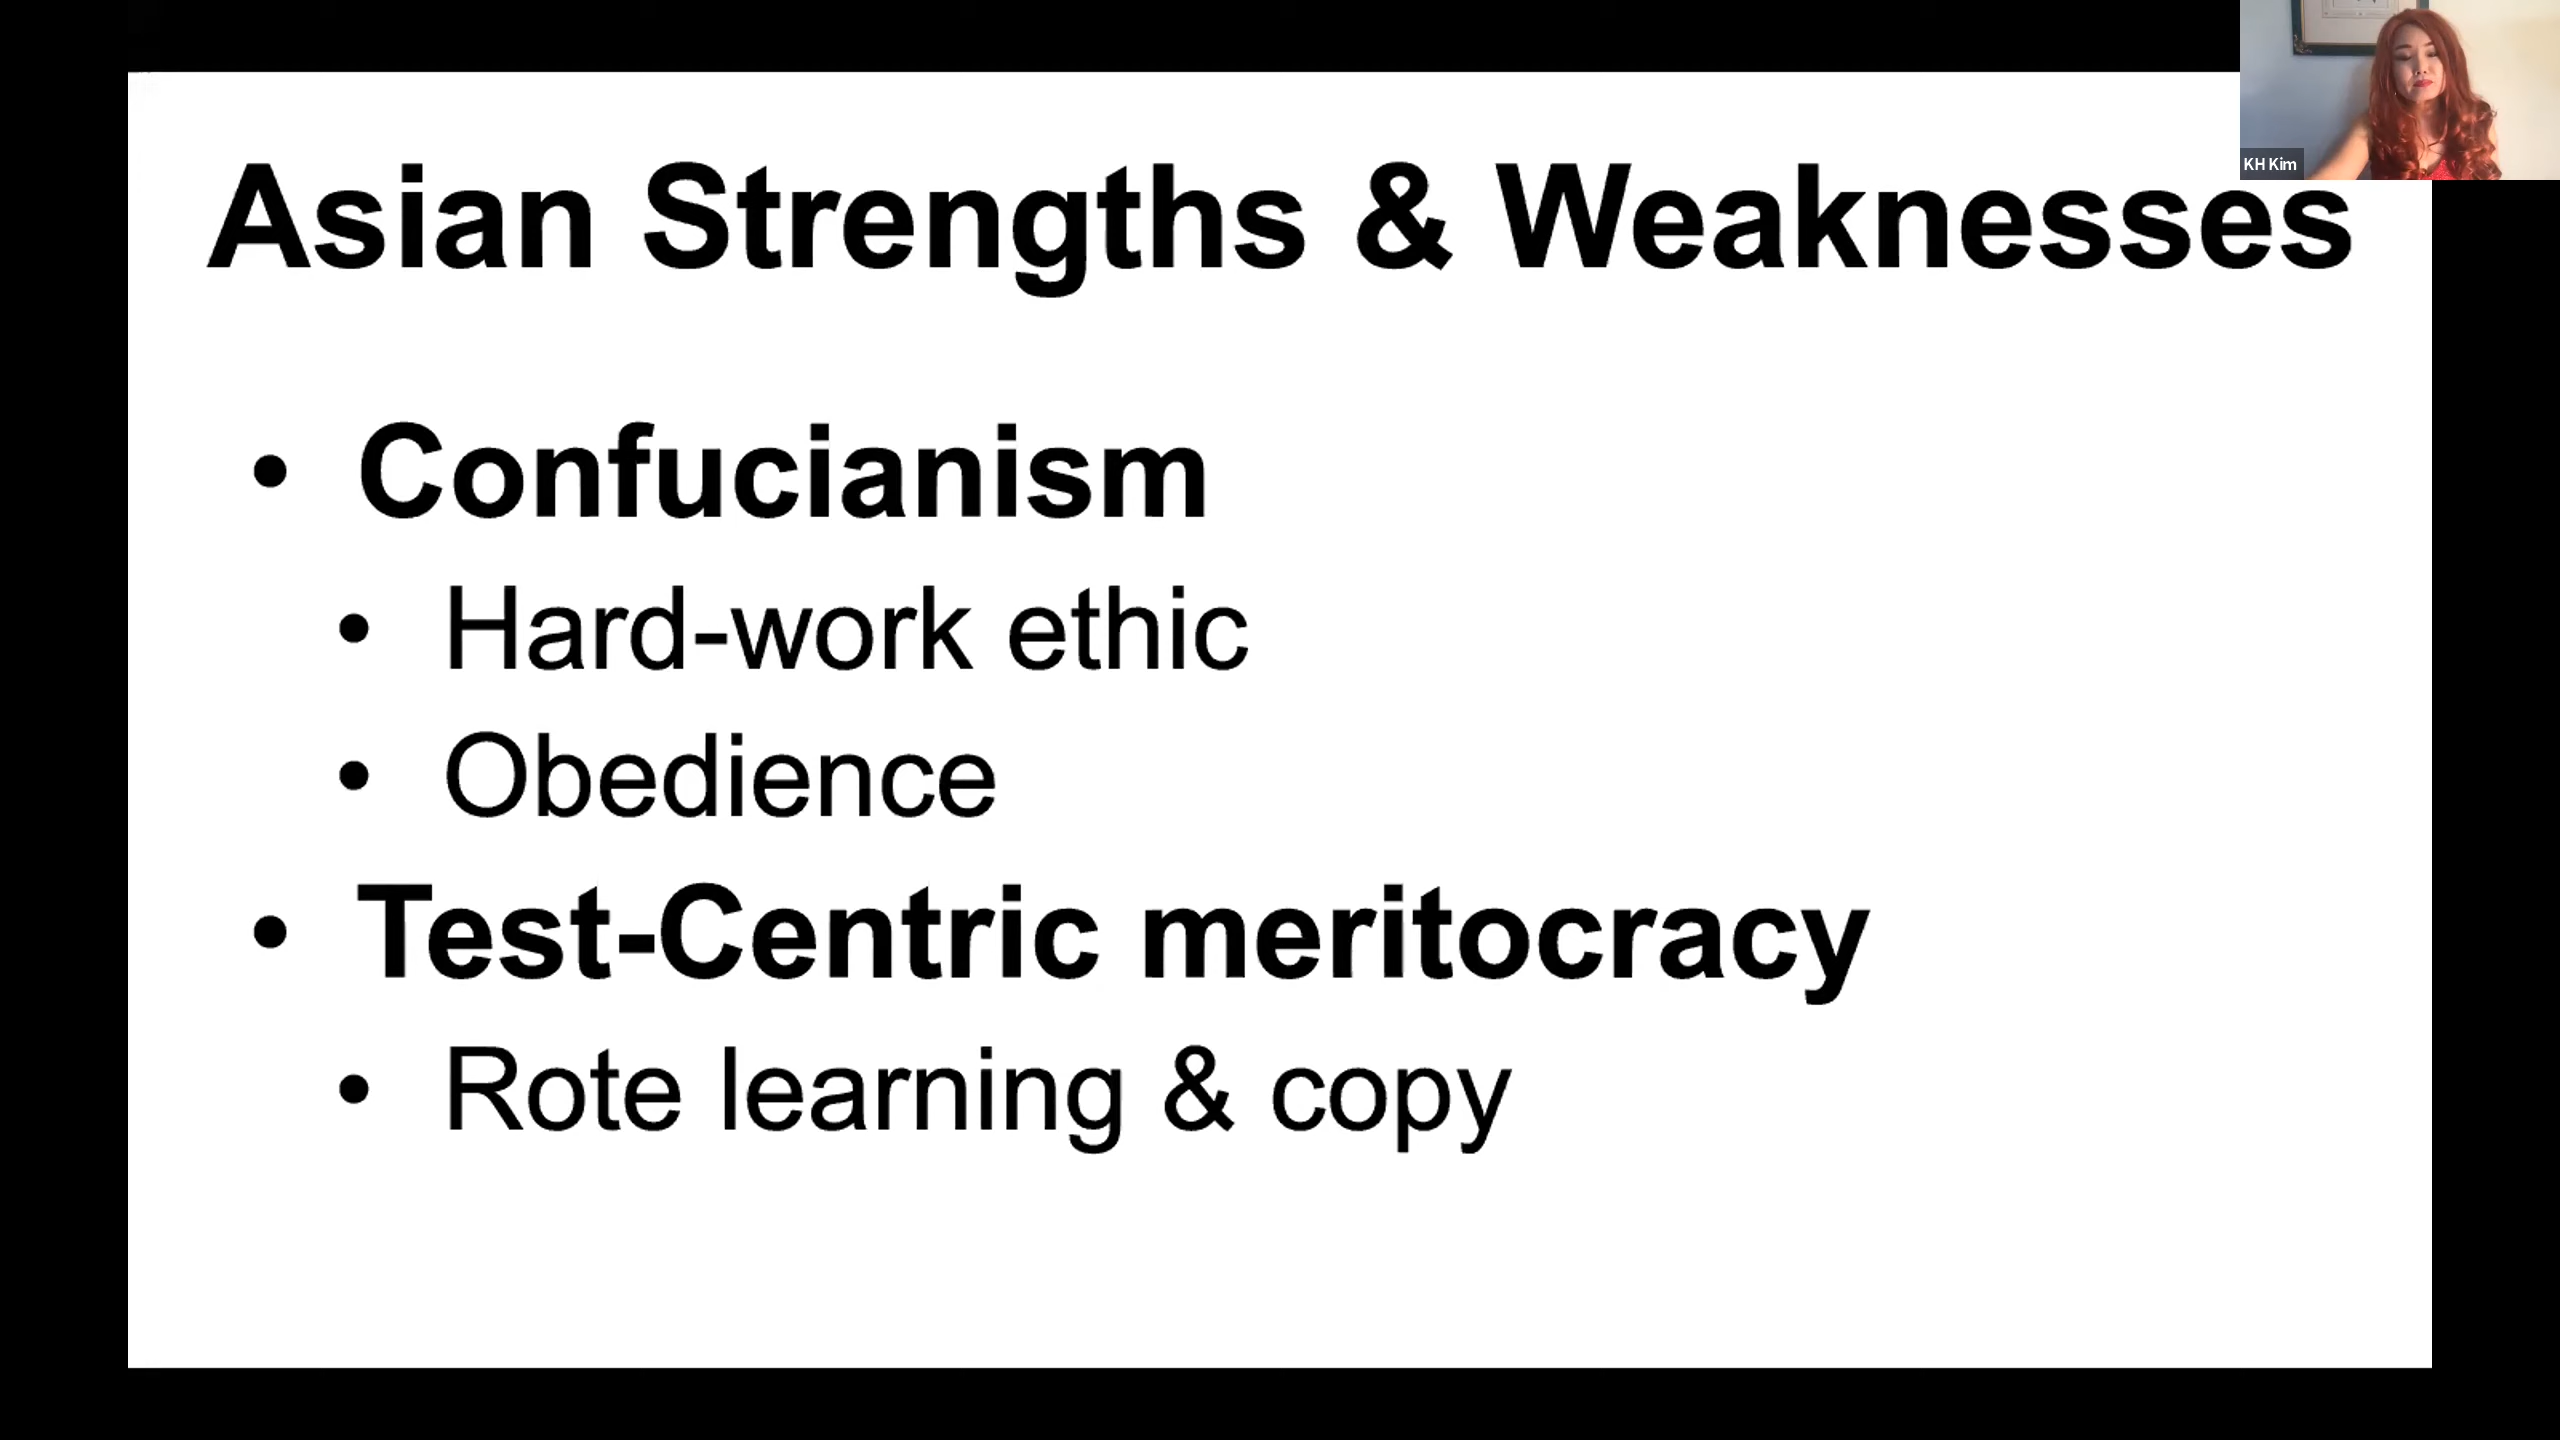 KH Kim
Asian Strengths & Weaknesses
• Confucianism
• Hard-work ethic
• Obedience
• Test-Centric meritocracy
• Rote learning & copy